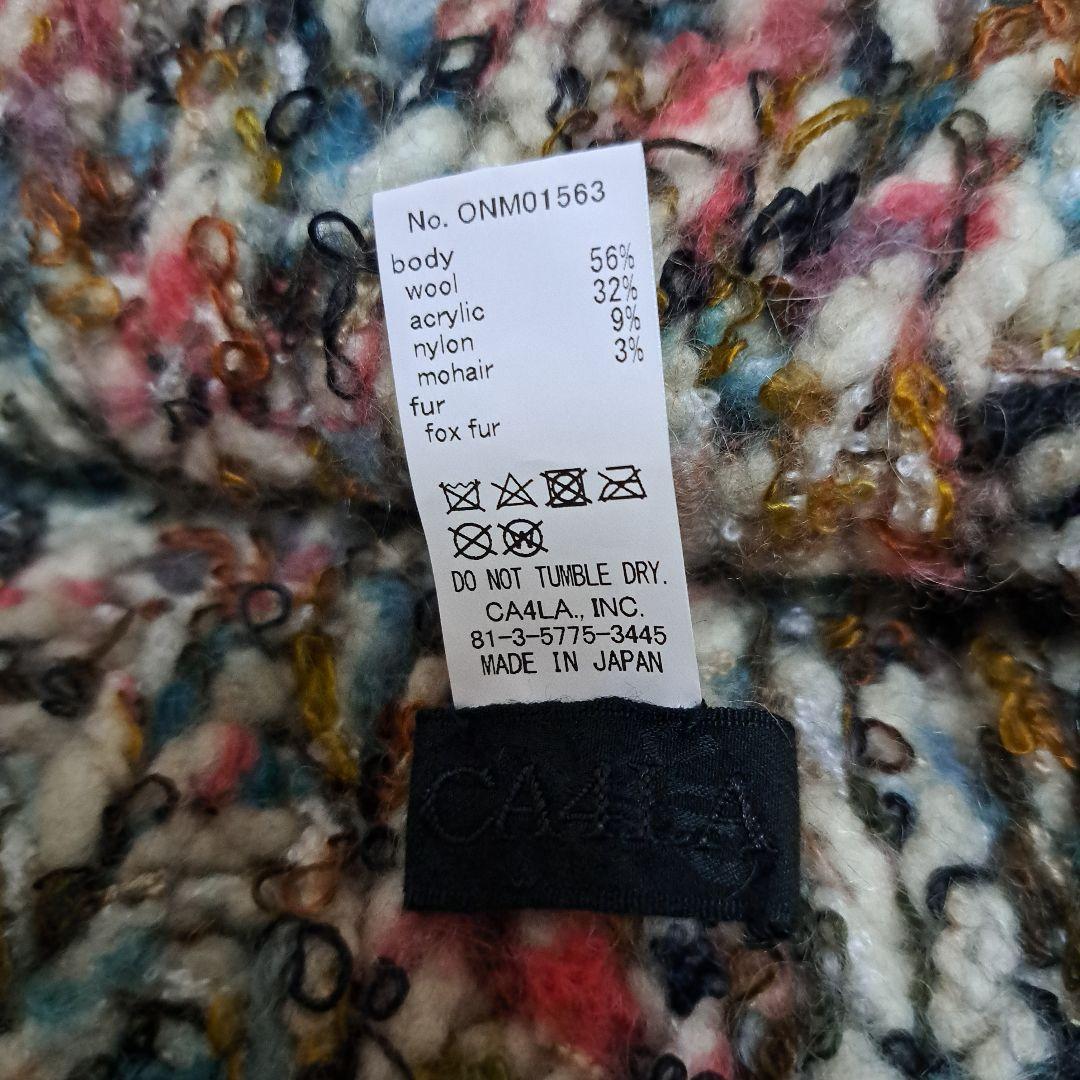 No. ONM01563
body
wool 56%
acrylic 32%
nylon 9%
mohair 3%
fur
fox fur
W
DO NOT TUMBLE DRY.
CA4LA., INC.
81-3-5775-3445
MADE IN JAPAN
CA4LA